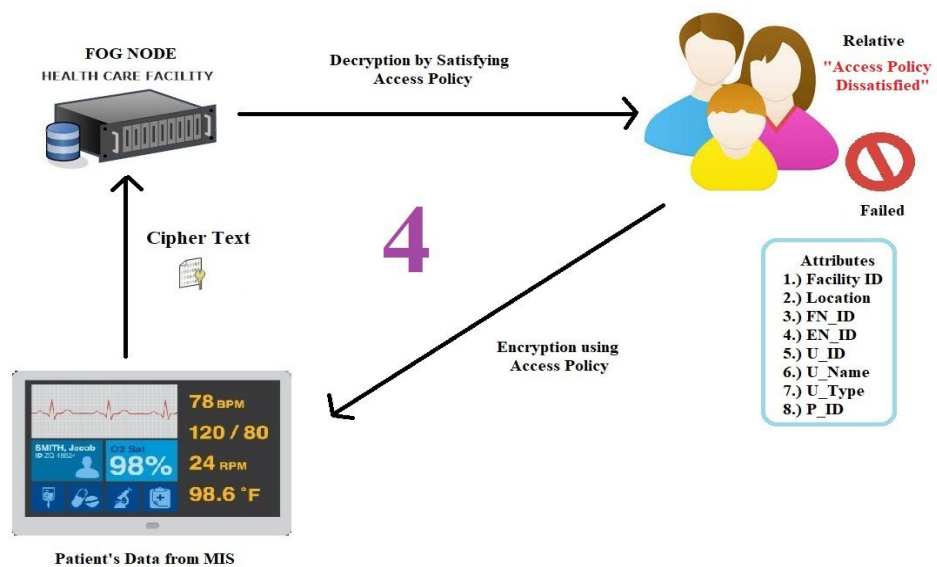 FOG NODE
HEALTH CARE FACILITY
Decryption by Satisfying
Access Policy
Relative
"Access Policy
Dissatisfied"
Failed
Cipher Text
4
Attributes
1.) Facility ID
2.) Location
3.) FN_ID
4.) EN_ID
5.) U_ID
6.) U_Name
7.) U_Type
8.) P_ID
Encryption using
Access Policy
78 BPM
120 / 80
24 RPM
98.6 °F
SMITH, Jacob
O2 Sat
98%
Patient's Data from MIS